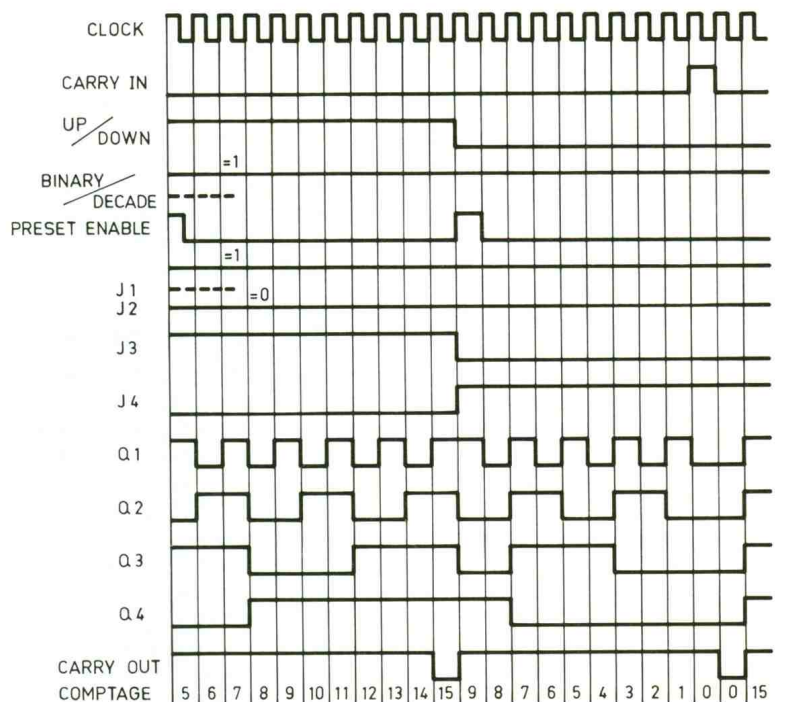 CLOCK
CARRY IN
UP/DOWN
=1
BINARY/DECADE
PRESET ENABLE
=1
J1
=0
J2
J3
J4
Q1
Q2
Q3
Q4
CARRY OUT
COMPTAGE 5 6 7 8 9 10 11 12 13 14 15 9 8 7 6 5 4 3 2 1 0 0 15